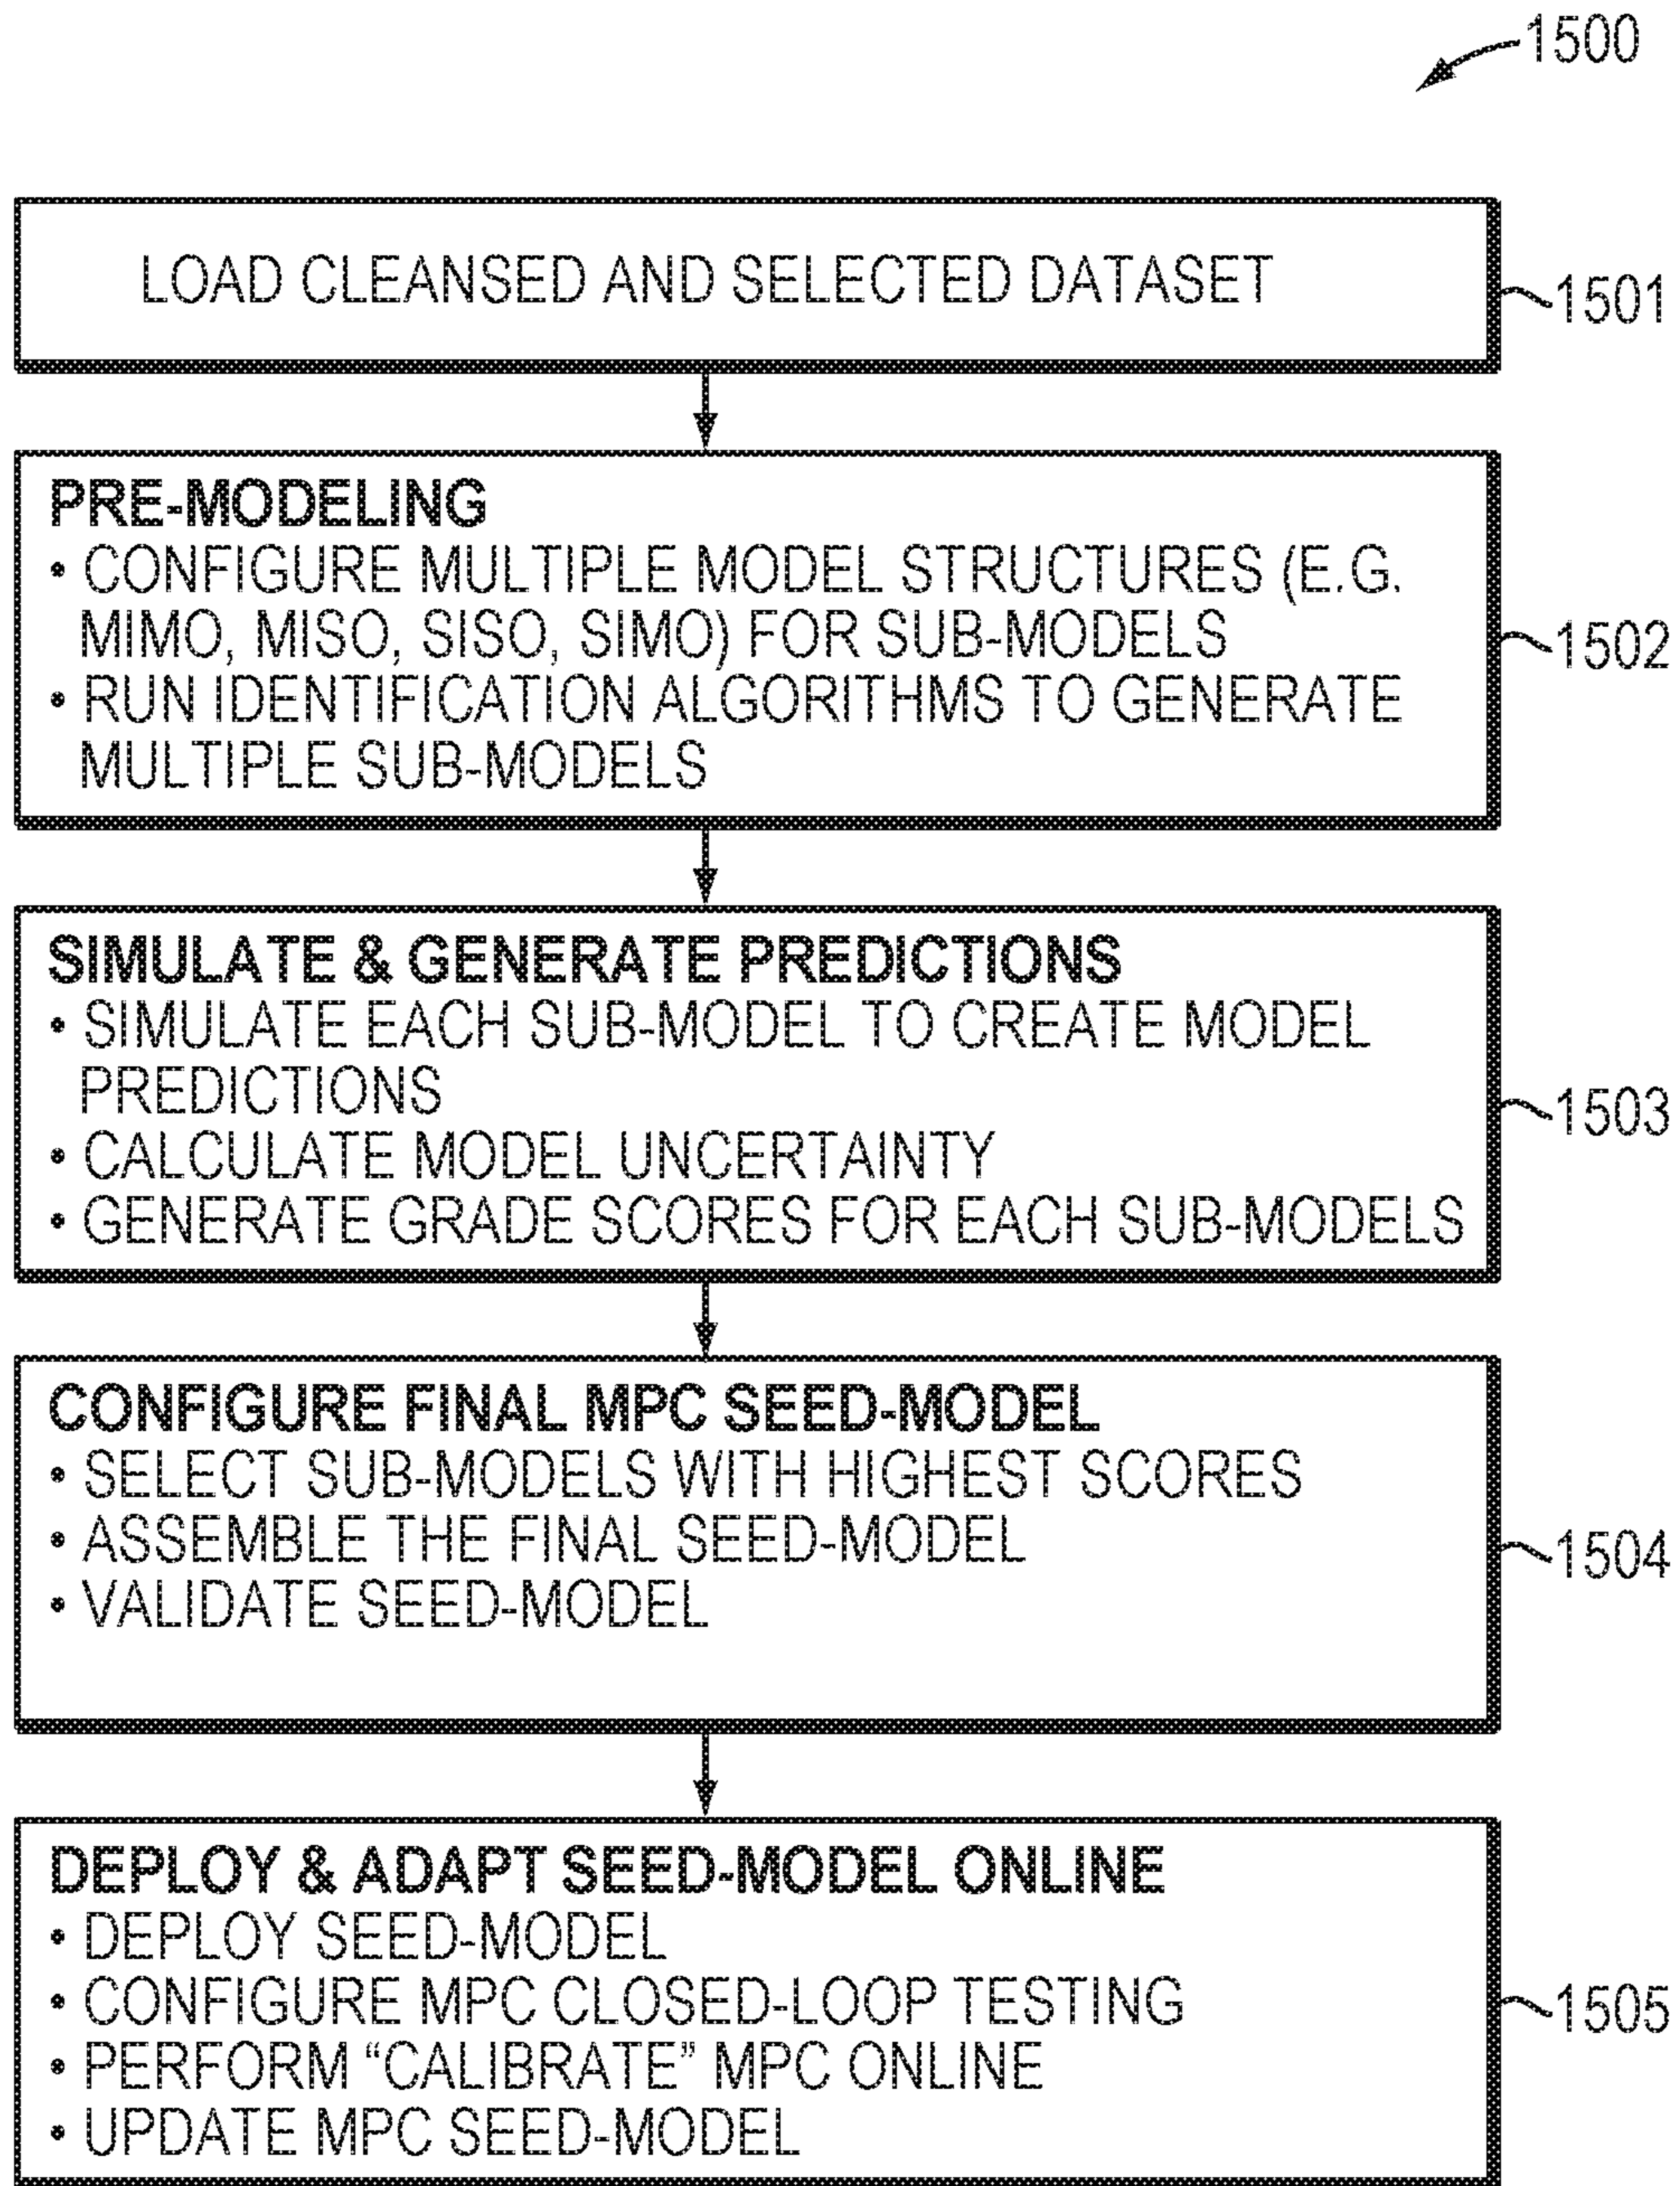 1500
LOAD CLEANSED AND SELECTED DATASET
1501
PRE-MODELING
• CONFIGURE MULTIPLE MODEL STRUCTURES (E.G.
MIMO, MISO, SISO, SIMO) FOR SUB-MODELS
• RUN IDENTIFICATION ALGORITHMS TO GENERATE
MULTIPLE SUB-MODELS
1502
SIMULATE & GENERATE PREDICTIONS
• SIMULATE EACH SUB-MODEL TO CREATE MODEL
PREDICTIONS
• CALCULATE MODEL UNCERTAINTY
• GENERATE GRADE SCORES FOR EACH SUB-MODELS
1503
CONFIGURE FINAL MPC SEED-MODEL
• SELECT SUB-MODELS WITH HIGHEST SCORES
• ASSEMBLE THE FINAL SEED-MODEL
• VALIDATE SEED-MODEL
1504
DEPLOY & ADAPT SEED-MODEL ONLINE
• DEPLOY SEED-MODEL
• CONFIGURE MPC CLOSED-LOOP TESTING
• PERFORM “CALIBRATE” MPC ONLINE
• UPDATE MPC SEED-MODEL
1505